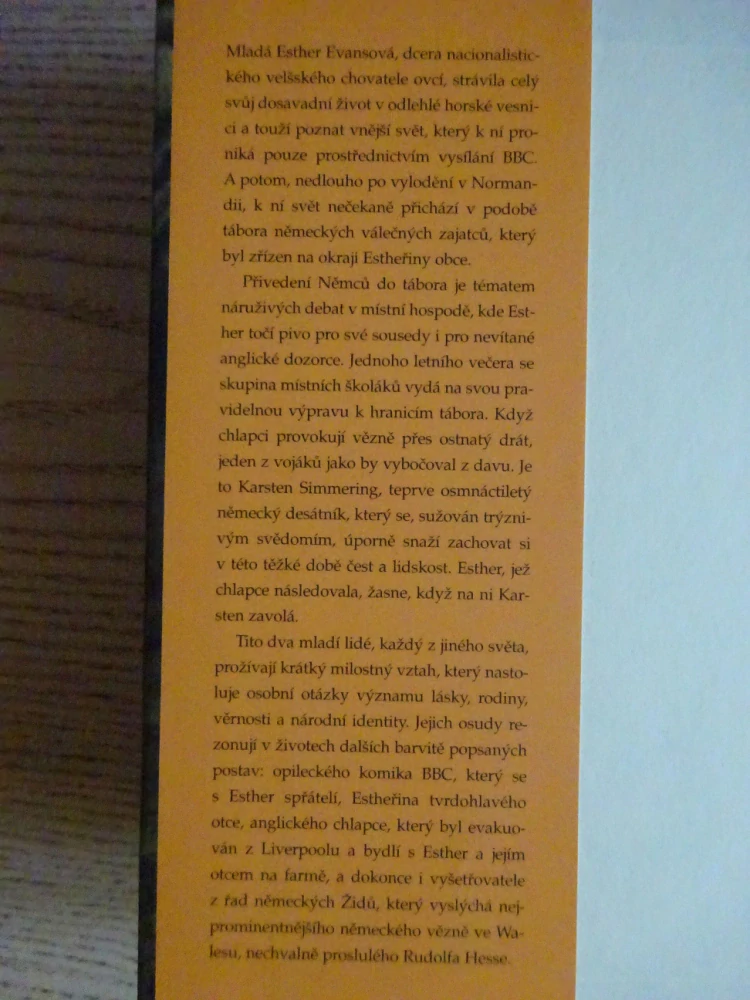 Mladá Esther Evansová, dcera nacionalistic-
kého velšského chovatele ovcí, strávila celý
svůj dosavadní život v odlehlé horské vesni-
ci a touží poznat vnější svět, který k ní pro-
niká pouze prostřednictvím vysílání BBC.
A potom, nedlouho po vylodění v Norman-
dii, k ní svět nečekaně přichází v podobě
tábora německých válečných zajatců, který
byl zřízen na okraji Estheřiny obce.
Přivedení Němců do tábora je tématem
náruživých debat v místní hospodě, kde Est-
her točí pivo pro své sousedy i pro nevítané
anglické dozorce. Jednoho letního večera se
skupina místních školáků vydá na svou pra-
videlnou výpravu k hranicím tábora. Když
chlapci provokují vězně přes ostnatý drát,
jeden z vojáků jako by vybočoval z davu. Je
to Karsten Simmering, teprve osmnáctiletý
německý desátník, který se, sužován trýzni-
vým svědomím, úporně snaží zachovat si
v této těžké době čest a lidskost. Esther, jež
chlapce následovala, žasne, když na ni Kar-
sten zavolá.
Tito dva mladí lidé, každý z jiného světa,
prožívají krátký milostný vztah, který nasto-
luje osobní otázky významu lásky, rodiny,
věrnosti a národní identity. Jejich osudy re-
zonují v životech dalších barvitě popsaných
postav: opileckého komika BBC, který se
s Esther spřátelí, Estheřina tvrdohlavého
otce, anglického chlapce, který byl evakuo-
ván z Liverpoolu a bydlí s Esther a jejím
otcem na farmě, a dokonce i vyšetřovatele
z řad německých Židů, který vyslýchá nej-
prominentnějšího německého vězně ve Wa-
lesu, nechvalně proslulého Rudolfa Hesse.